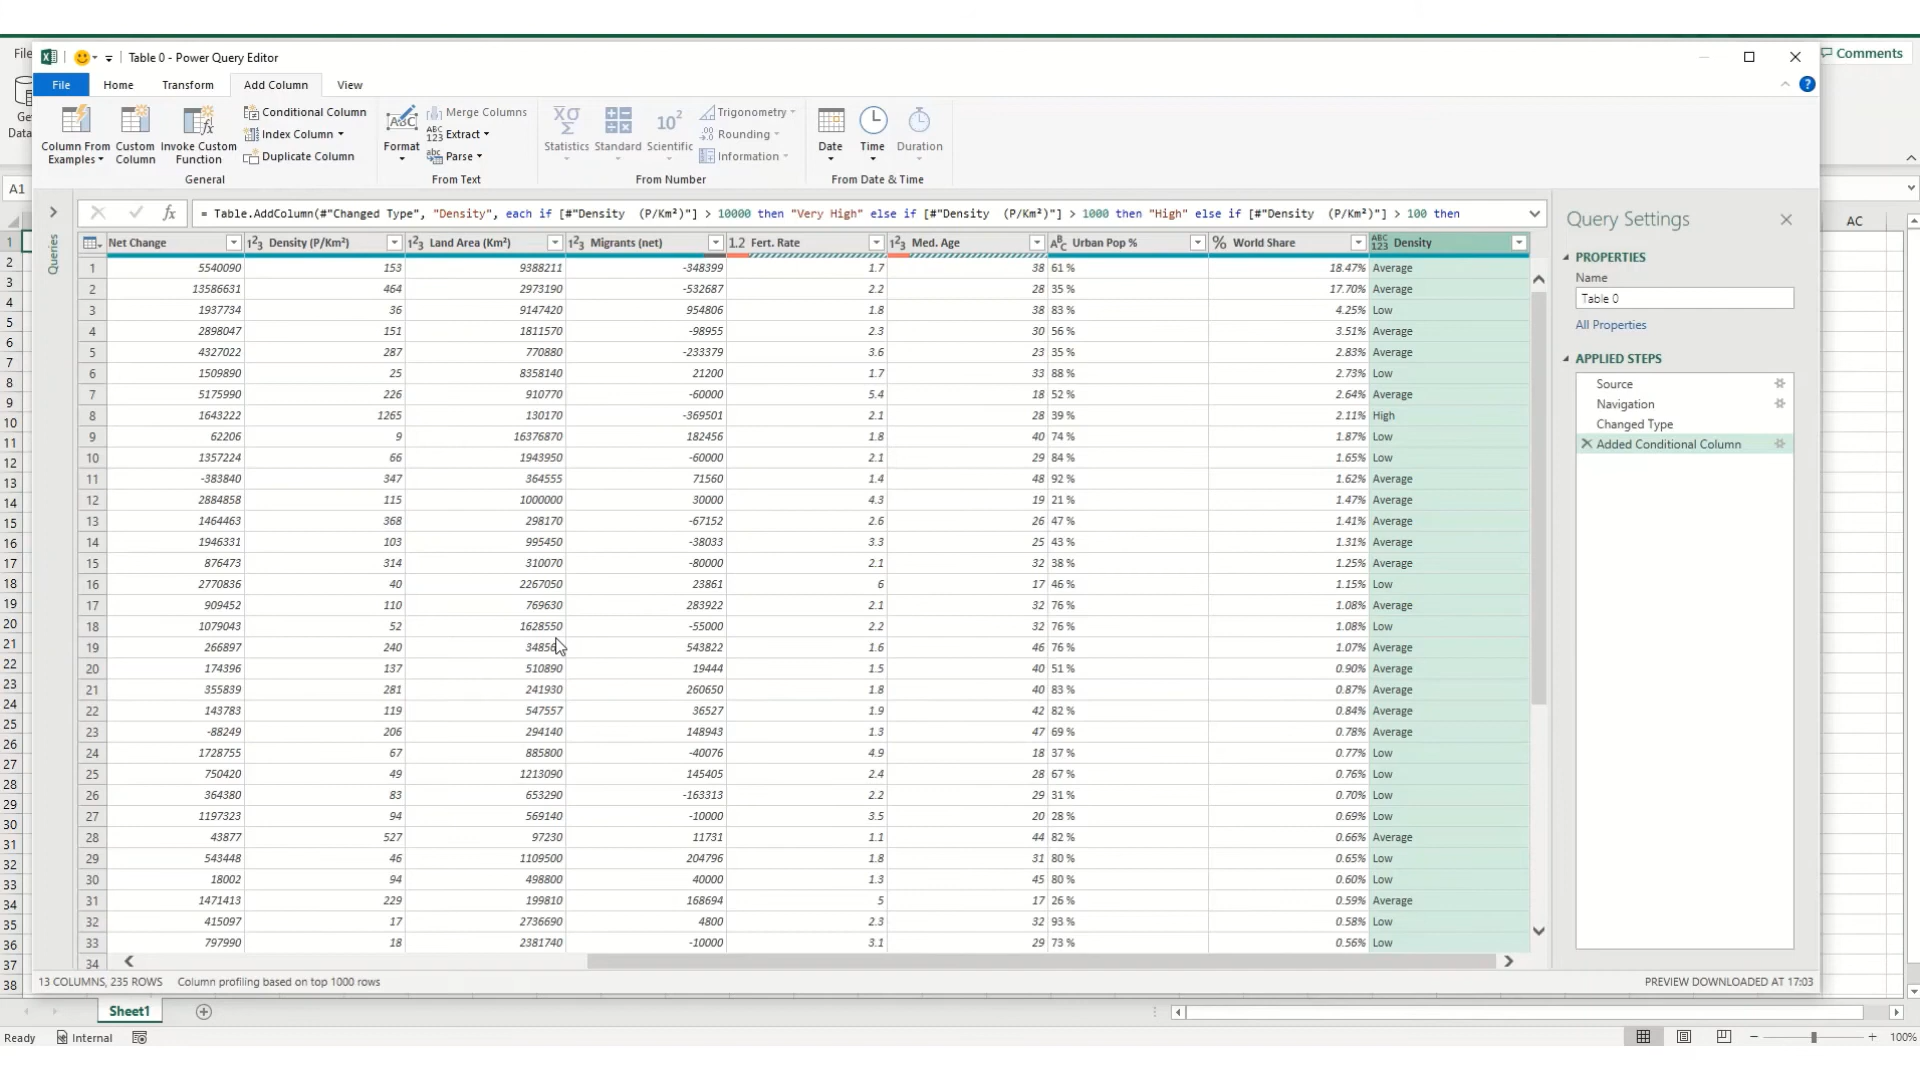 Table 0 - Power Query Editor
Comments
File Home Transform Add Column View
Column From Examples
Custom Column
Invoke Custom Function
Conditional Column
Index Column
Duplicate Column
General
Format
Merge Columns
Extract
Parse
From Text
Statistics
Standard
Scientific
Trigonometry
Rounding
Information
From Number
Date
Time
Duration
From Date & Time
A1
= Table.AddColumn(#"Changed Type", "Density", each if [#"Density  (P/Km²)"] > 10000 then "Very High" else if [#"Density  (P/Km²)"] > 1000 then "High" else if [#"Density  (P/Km²)"] > 100 then
Queries
Net Change Density (P/Km²) Land Area (Km²) Migrants (net) Fert. Rate Med. Age Urban Pop % World Share Density
1 5540090 153 9388211 -348399 1.7 38 61 % 18.47% Average
2 13586631 464 2973190 -532687 2.2 28 35 % 17.70% Average
3 1937734 36 9147420 954806 1.8 38 83 % 4.25% Low
4 2898047 151 1811570 -98955 2.3 30 56 % 3.51% Average
5 4327022 287 770880 -233379 3.6 23 35 % 2.83% Average
6 1509890 25 8358140 21200 1.7 33 88 % 2.73% Low
7 5175990 226 910770 -60000 5.4 18 52 % 2.64% Average
8 1643222 1265 130170 -369501 2.1 28 39 % 2.11% High
9 62206 9 16376870 182456 1.8 40 74 % 1.87% Low
10 1357224 66 1943950 -60000 2.1 29 84 % 1.65% Low
11 -383840 347 364555 71560 1.4 48 92 % 1.62% Average
12 2884858 115 1000000 30000 4.3 19 21 % 1.47% Average
13 1464463 368 298170 -67152 2.6 26 47 % 1.41% Average
14 1946331 103 995450 -38033 3.3 25 43 % 1.31% Average
15 876473 314 310070 -80000 2.1 32 38 % 1.25% Average
16 2770836 40 2267050 23861 6 17 46 % 1.15% Low
17 909452 110 769630 283922 2.1 32 76 % 1.08% Average
18 1079043 52 1628550 -55000 2.2 32 76 % 1.08% Low
19 266897 240 543822 1.6 46 76 % 1.07% Average
20 174396 137 510890 19444 1.5 40 51 % 0.90% Average
21 355839 281 241930 260650 1.8 40 83 % 0.87% Average
22 143783 119 547557 36527 1.9 42 82 % 0.84% Average
23 -88249 206 294140 148943 1.3 47 69 % 0.78% Average
24 1728755 67 885800 -40076 4.9 18 37 % 0.77% Low
25 750420 49 1213090 145405 2.4 28 67 % 0.76% Low
26 364380 83 653290 -163313 2.2 29 31 % 0.70% Low
27 1197323 94 569140 -10000 3.5 20 28 % 0.69% Low
28 43877 527 97230 11731 1.1 44 82 % 0.66% Average
29 543448 46 1109500 204796 1.8 31 80 % 0.65% Low
30 18002 94 498800 40000 1.3 45 80 % 0.60% Low
31 1471413 229 199810 168694 5 17 26 % 0.59% Average
32 415097 17 2736690 4800 2.3 32 93 % 0.58% Low
33 797990 18 2381740 -10000 3.1 29 73 % 0.56% Low
34
13 COLUMNS, 235 ROWS Column profiling based on top 1000 rows
PREVIEW DOWNLOADED AT 17:03
Query Settings
PROPERTIES
Name
Table 0
All Properties
APPLIED STEPS
Source
Navigation
Changed Type
Added Conditional Column
AC
Sheet1
Ready Internal
100%